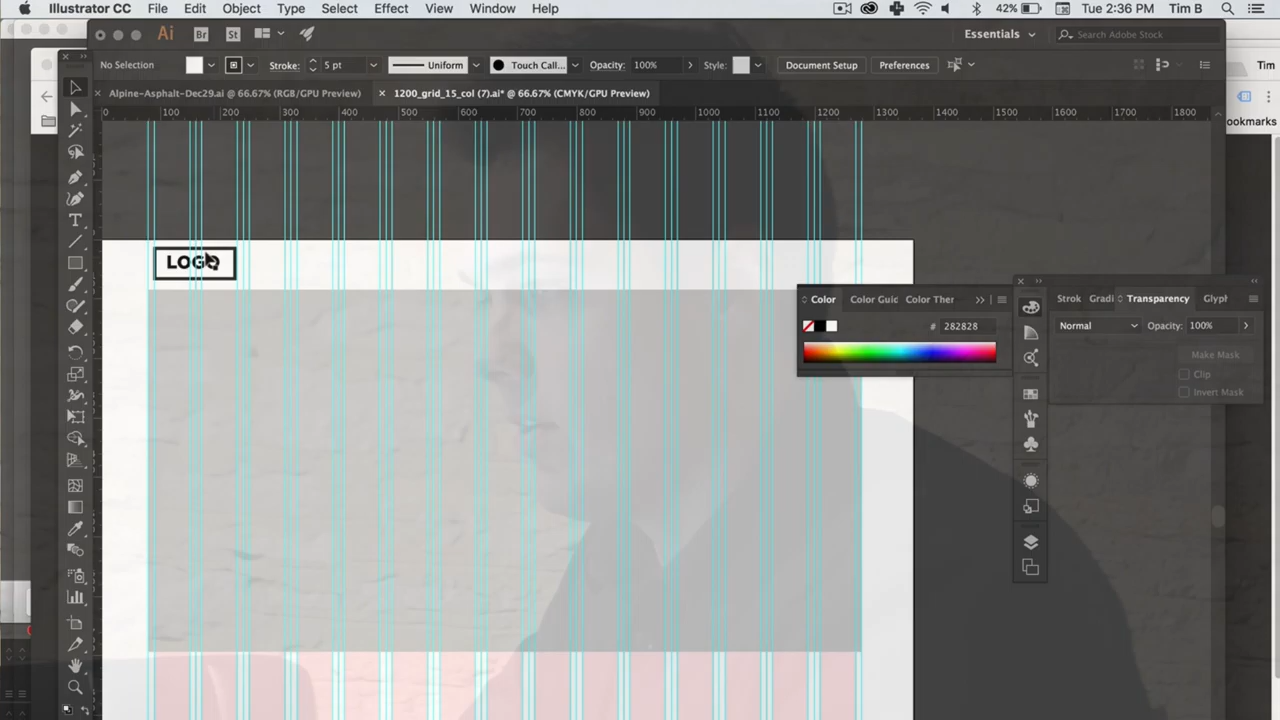 Illustrator CC File Edit Object Type Select Effect View Window Help 42% Tue 2:36 PM Tim B
Ai Br St Essentials Search Adobe Stock Tim
No Selection Stroke: 5 pt Uniform Touch Call... Opacity: 100% Style: Document Setup Preferences
Alpine-Asphalt-Dec29.ai @ 66.67% (RGB/GPU Preview) 1200_grid_15_col (7).ai* @ 66.67% (CMYK/GPU Preview)
0 100 200 300 400 500 600 700 800 900 1000 1100 1200 1300 1400 1500 1600 1700 1800
ookmarks
LOGO
Color Color Guid Color Ther
# 282828
Strok Gradi Transparency Glyph
Normal Opacity: 100%
Make Mask
Clip
Invert Mask